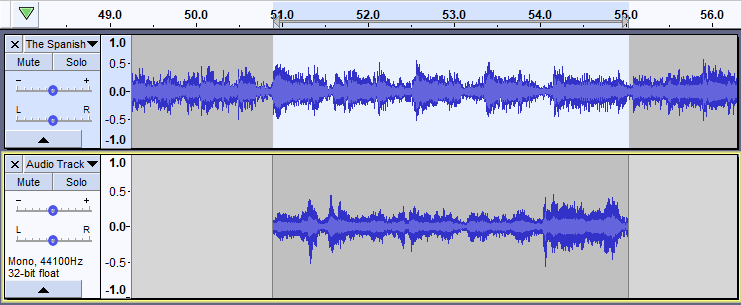 49.0 50.0 51.0 52.0 53.0 54.0 55.0 56.0
× The Spanish▼ 1.0
Mute Solo 0.5
- +
0.0-
L R
-0.5
-1.0
× Audio Track▼ 1.0
Mute Solo 0.5
- +
0.0-
L R
Mono, 44100Hz -0.5
32-bit float
-1.0